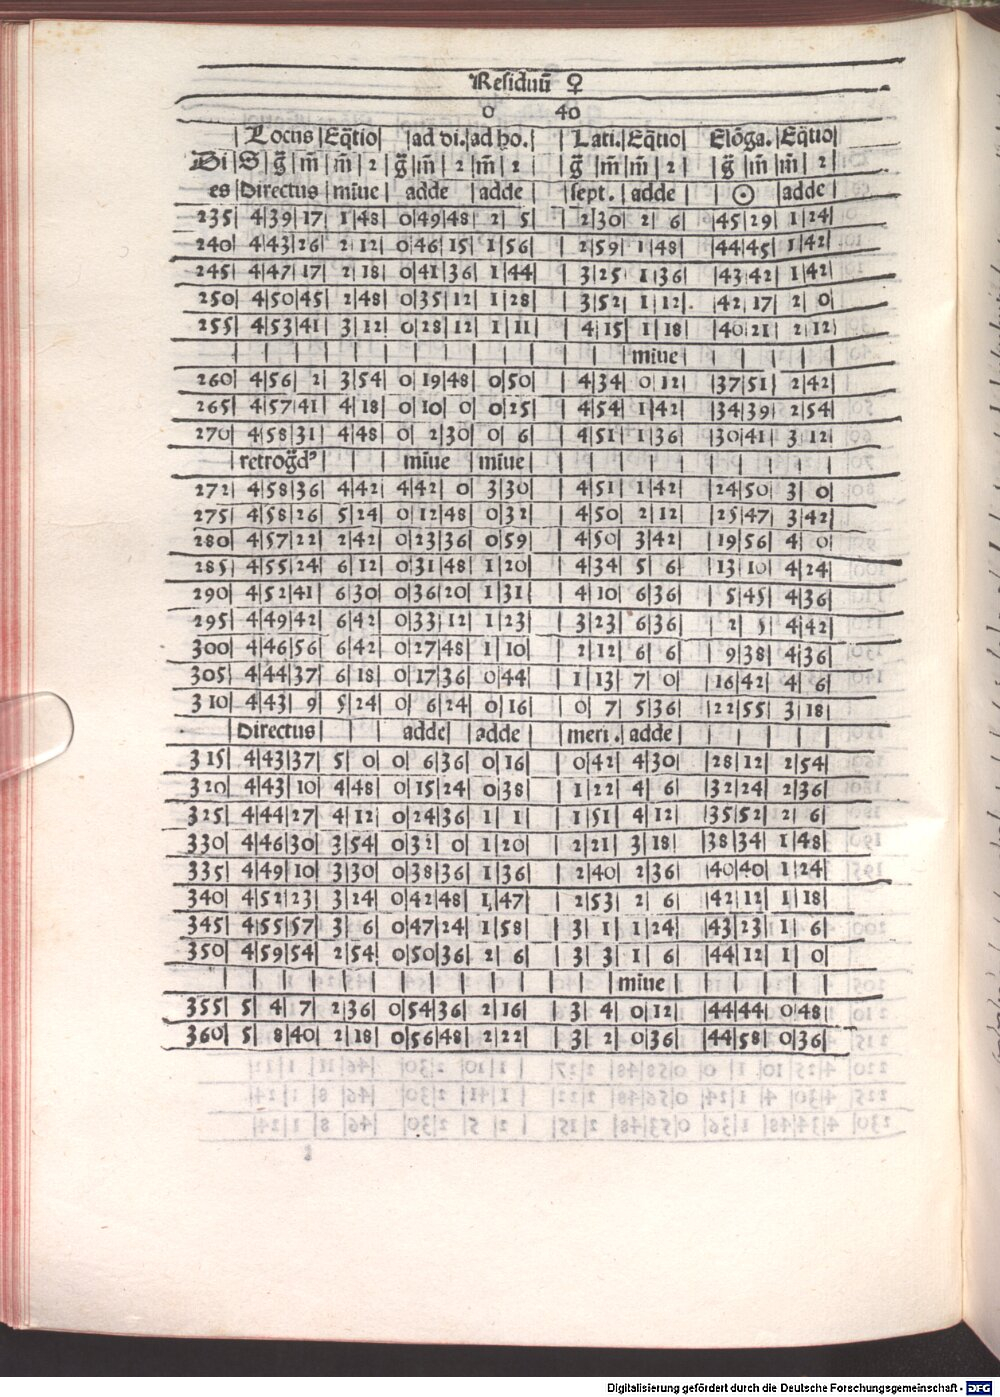 Residuū ♀
0 40
| Locus | Eq̄tio | ad di. | ad ho. | | Lati. | Eq̄tio | Elōga. | Eq̄tio |
Di | S | g̃ | m̃ | m̃ | 2 | g̃ | m̃ | 2 | m̃ | 2 | | g̃ | m̃ | m̃ | 2 | | g̃ | m̃ | m̃ | 2 |
es | Directus | miue | adde | adde | | sept. | adde | ☉ | adde |
235| 4|39|17| 1|48| 0|49|48| 2| 5| |2|30| 2| 6| |45|29| 1|24|
240| 4|43|26| 2|12| 0|46|15| 1|56| |2|59| 1|48| |44|45| 1|42|
245| 4|47|17| 2|18| 0|41|36| 1|44| |3|25| 1|36| |43|42| 1|42|
250| 4|50|45| 2|48| 0|35|12| 1|28| |3|52| 1|12| |42|17| 2| 0|
255| 4|53|41| 3|12| 0|28|12| 1|11| |4|15| 1|18| |40|21| 2|12|
miue
260| 4|56| 2| 3|54| 0|19|48| 0|50| |4|34| 0|12| |37|51| 2|42|
265| 4|57|41| 4|18| 0|10| 0| 0|25| |4|54| 1|42| |34|39| 2|54|
270| 4|58|31| 4|48| 0| 2|30| 0| 6| |4|51| 1|36| |30|41| 3|12|
| retrog̃dꝰ | miue | miue |
272| 4|58|36| 4|42| 4|42| 0| 3|30| |4|51| 1|42| |24|50| 3| 0|
275| 4|58|26| 5|24| 0|12|48| 0|32| |4|50| 2|12| |25|47| 3|42|
280| 4|57|22| 2|42| 0|23|36| 0|59| |4|50| 3|42| |19|56| 4| 0|
285| 4|55|24| 6|12| 0|31|48| 1|20| |4|34| 5| 6| |13|10| 4|24|
290| 4|52|41| 6|30| 0|36|20| 1|31| |4|10| 6|36| | 5|45| 4|36|
295| 4|49|42| 6|42| 0|33|12| 1|23| |3|23| 6|36| | 2| 5| 4|42|
300| 4|46|56| 6|42| 0|27|48| 1|10| |2|12| 6| 6| | 9|38| 4|36|
305| 4|44|37| 6|18| 0|17|36| 0|44| |1|13| 7| 0| |16|42| 4| 6|
310| 4|43| 9| 5|24| 0| 6|24| 0|16| |0| 7| 5|36| |22|55| 3|18|
| Directus | adde | adde | | meri. | adde |
315| 4|43|37| 5| 0| 0| 6|36| 0|16| |0|42| 4|30| |28|12| 2|54|
320| 4|43|10| 4|48| 0|15|24| 0|38| |1|22| 4| 6| |32|24| 2|36|
325| 4|44|27| 4|12| 0|24|36| 1| 1| |1|51| 4|12| |35|52| 2| 6|
330| 4|46|30| 3|54| 0|32| 0| 1|20| |2|21| 3|18| |38|34| 1|48|
335| 4|49|10| 3|30| 0|38|36| 1|36| |2|40| 2|36| |40|40| 1|24|
340| 4|52|23| 3|24| 0|42|48| 1|47| |2|53| 2| 6| |42|12| 1|18|
345| 4|55|57| 3| 6| 0|47|24| 1|58| |3| 1| 1|24| |43|23| 1| 6|
350| 4|59|54| 2|54| 0|50|36| 2| 6| |3| 3| 1| 6| |44|12| 1| 0|
miue
355| 5| 4| 7| 2|36| 0|54|36| 2|16| |3| 4| 0|12| |44|44| 0|48|
360| 5| 8|40| 2|18| 0|56|48| 2|22| |3| 2| 0|36| |44|58| 0|36|
Digitalisierung gefördert durch die Deutsche Forschungsgemeinschaft - DFG